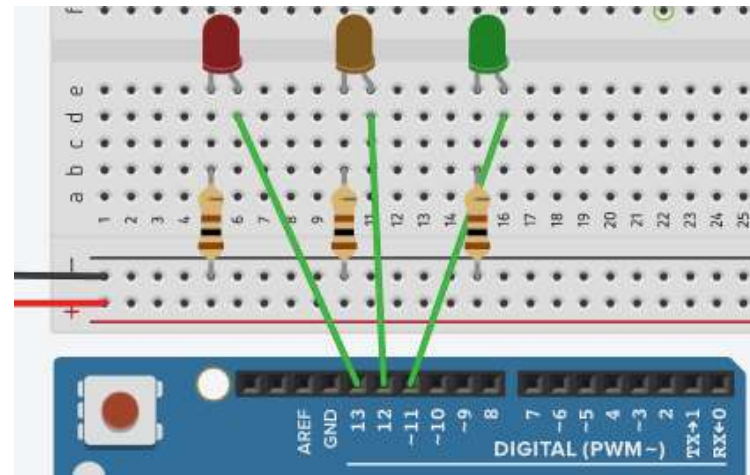 f
e
d
c
b
a
1 2 3 4 5 6 7 8 9 10 11 12 13 14 15 16 17 18 19 20 21 22 23 24 25
−
+
AREF GND 13 12 ~11 ~10 ~9 8 7 ~6 ~5 4 ~3 2 TX→1 RX←0
DIGITAL (PWM~)